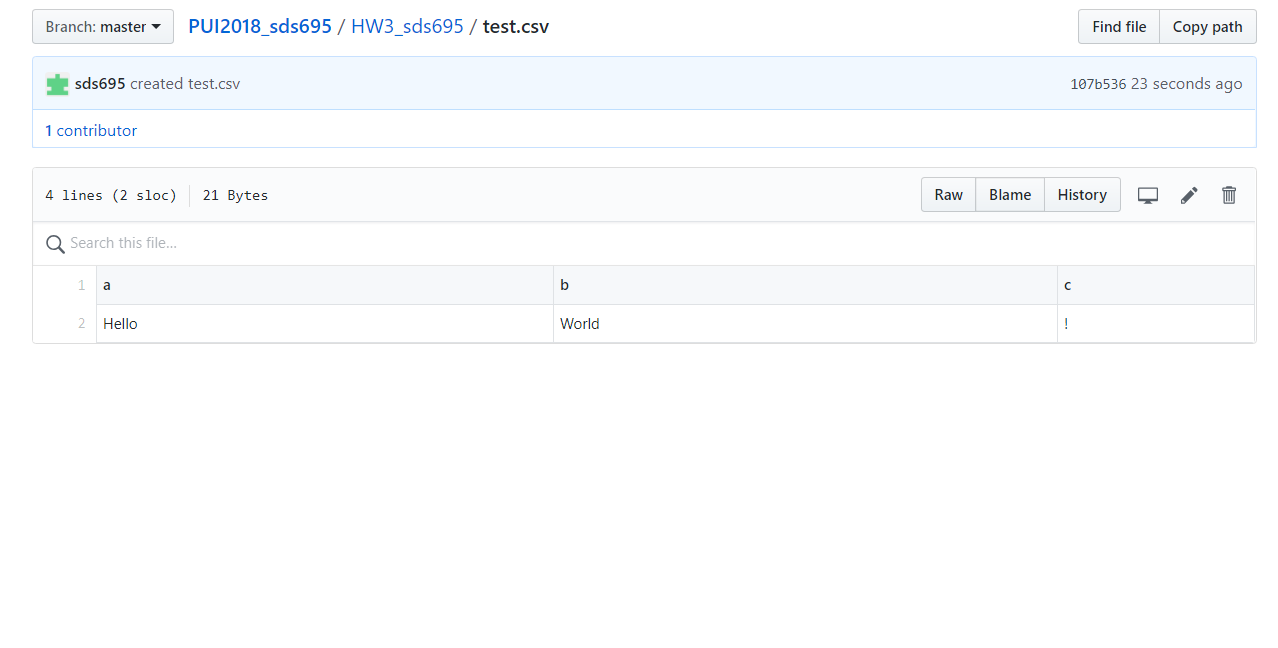 Branch: master PUI2018_sds695 / HW3_sds695 / test.csv Find file Copy path
sds695 created test.csv 107b536 23 seconds ago
1 contributor
4 lines (2 sloc) 21 Bytes Raw Blame History
Search this file...
1 a b c
2 Hello World !